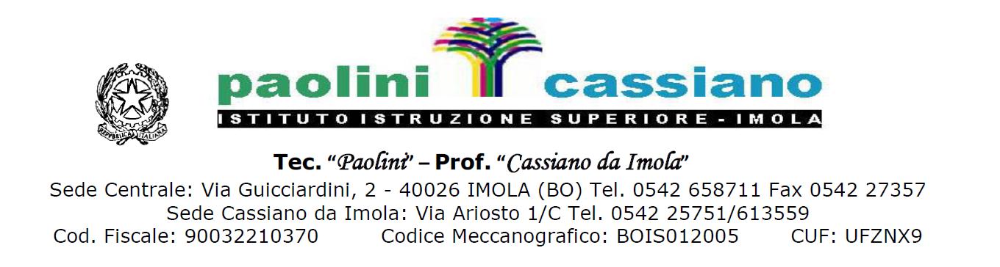 paolini cassiano
ISTITUTO ISTRUZIONE SUPERIORE - IMOLA
REPVBBLICA ITALIANA
Tec. “Paolini” – Prof. “Cassiano da Imola”
Sede Centrale: Via Guicciardini, 2 - 40026 IMOLA (BO) Tel. 0542 658711 Fax 0542 27357
Sede Cassiano da Imola: Via Ariosto 1/C Tel. 0542 25751/613559
Cod. Fiscale: 90032210370 Codice Meccanografico: BOIS012005 CUF: UFZNX9